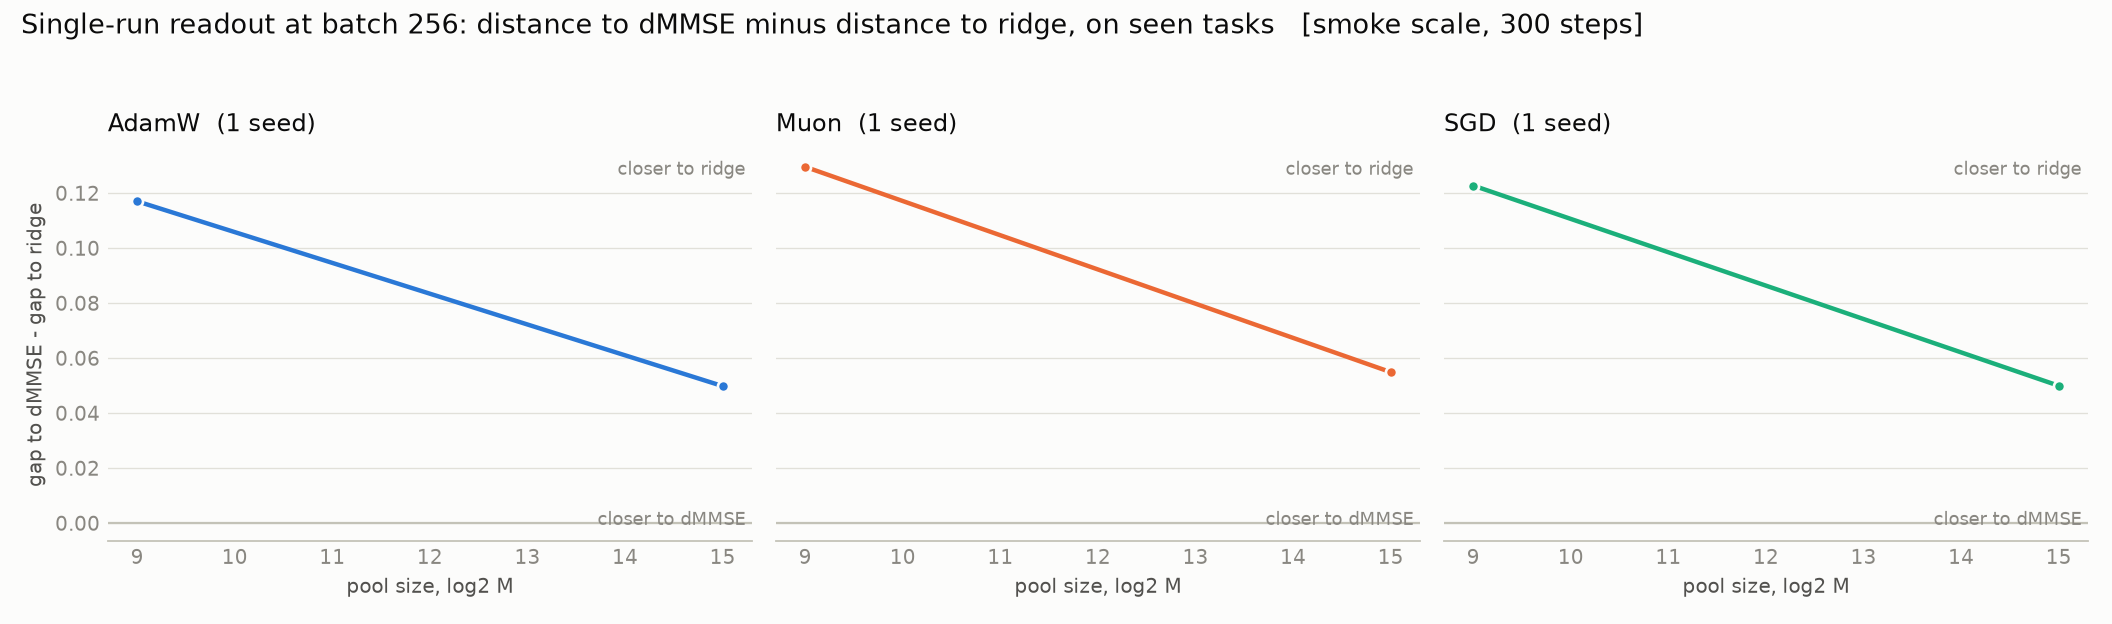 Single-run readout at batch 256: distance to dMMSE minus distance to ridge, on seen tasks   [smoke scale, 300 steps]
AdamW  (1 seed)
closer to ridge
gap to dMMSE - gap to ridge
0.12
0.10
0.08
0.06
0.04
0.02
0.00
closer to dMMSE
9 10 11 12 13 14 15
pool size, log2 M
Muon  (1 seed)
closer to ridge
closer to dMMSE
9 10 11 12 13 14 15
pool size, log2 M
SGD  (1 seed)
closer to ridge
closer to dMMSE
9 10 11 12 13 14 15
pool size, log2 M